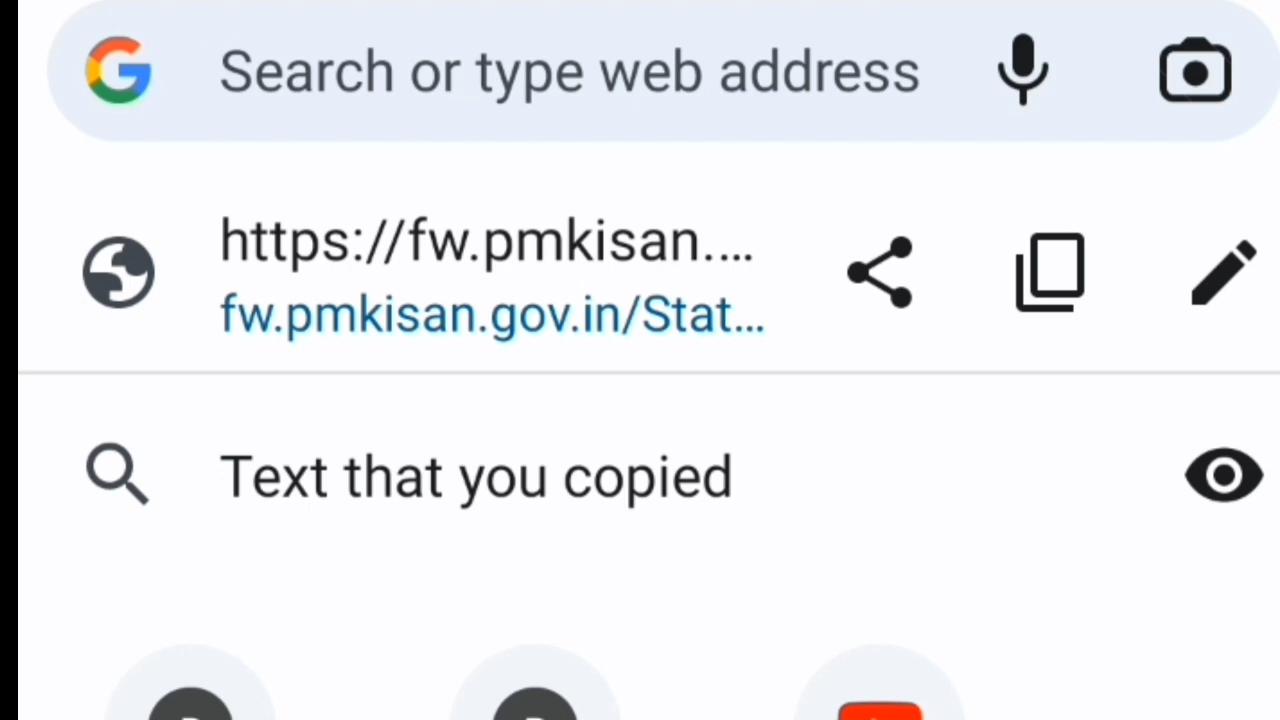 Search or type web address
https://fw.pmkisan....
fw.pmkisan.gov.in/Stat...
Text that you copied